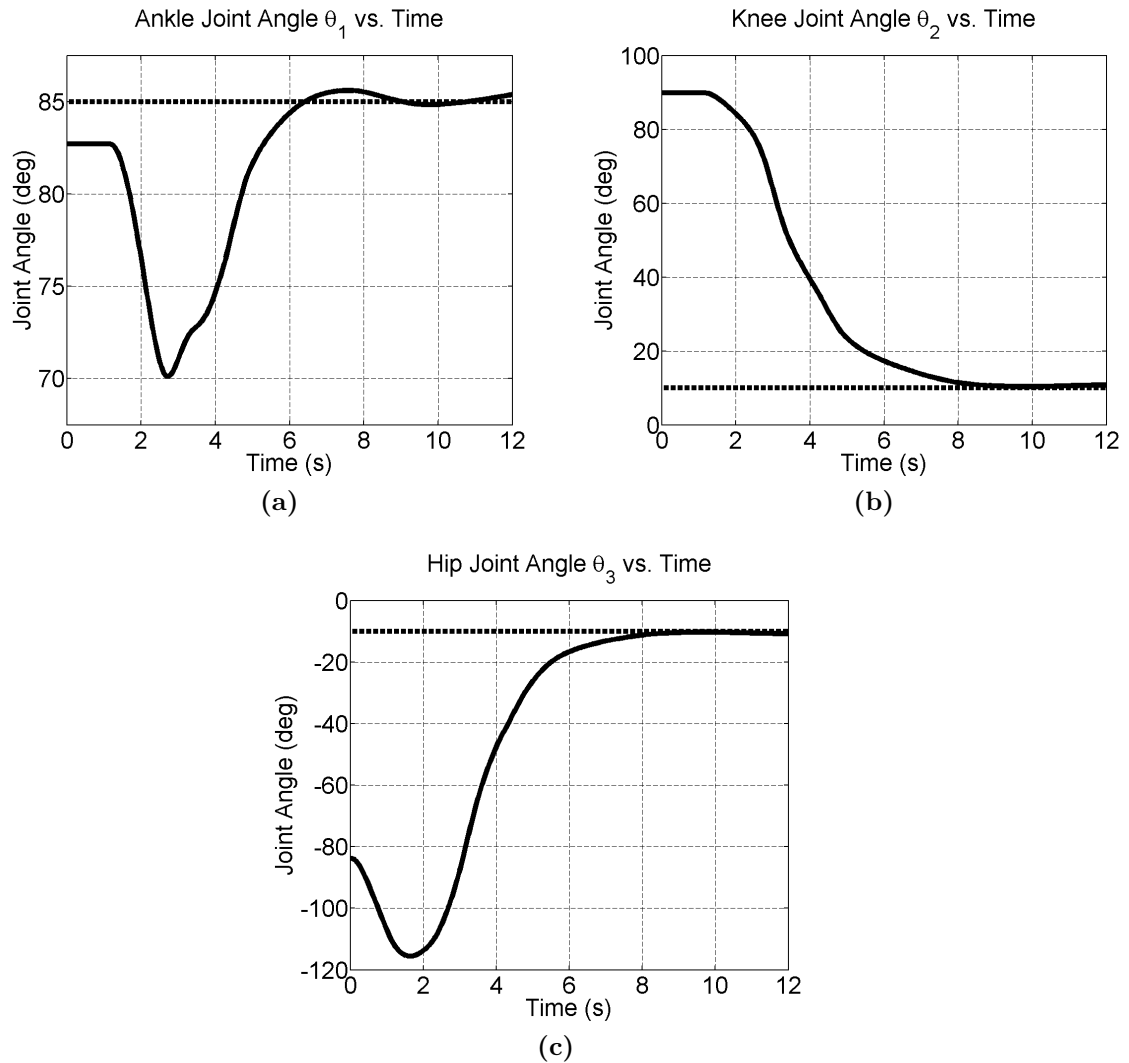 Ankle Joint Angle θ1 vs. Time
Joint Angle (deg)
85
80
75
70
0 2 4 6 8 10 12
Time (s)
(a)
Knee Joint Angle θ2 vs. Time
Joint Angle (deg)
100
80
60
40
20
0
0 2 4 6 8 10 12
Time (s)
(b)
Hip Joint Angle θ3 vs. Time
Joint Angle (deg)
0
-20
-40
-60
-80
-100
-120
0 2 4 6 8 10 12
Time (s)
(c)